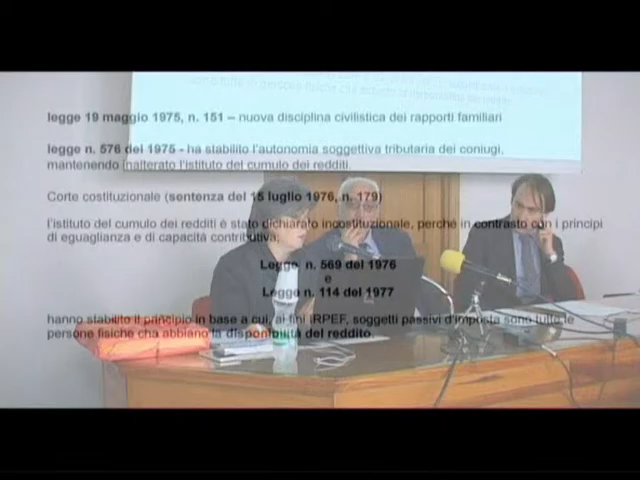 legge 19 maggio 1975, n. 151 – nuova disciplina civilistica dei rapporti familiari
legge n. 576 del 1975 - ha stabilito l'autonomia soggettiva tributaria dei coniugi,
mantenendo inalterato l'istituto del cumulo dei redditi.
Corte costituzionale (sentenza del 15 luglio 1976, n. 179)
l'istituto del cumulo dei redditi è stato dichiarato incostituzionale, perché in contrasto con i principi
di eguaglianza e di capacità contributiva;
Legge n. 569 del 1976
e
Legge n. 114 del 1977
hanno stabilito il principio in base a cui, ai fini IRPEF, soggetti passivi d'imposta sono tutte le
persone fisiche cha abbiano la disponibilità del reddito.